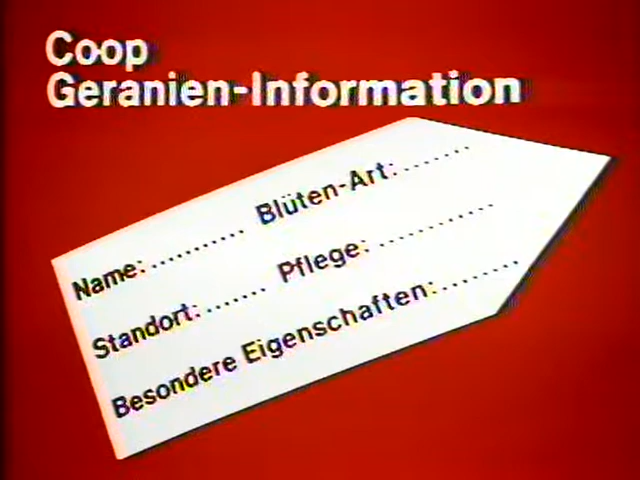 Coop
Geranien-Information
Name:........... Blüten-Art:........
Standort:....... Pflege:.............
Besondere Eigenschaften:.........